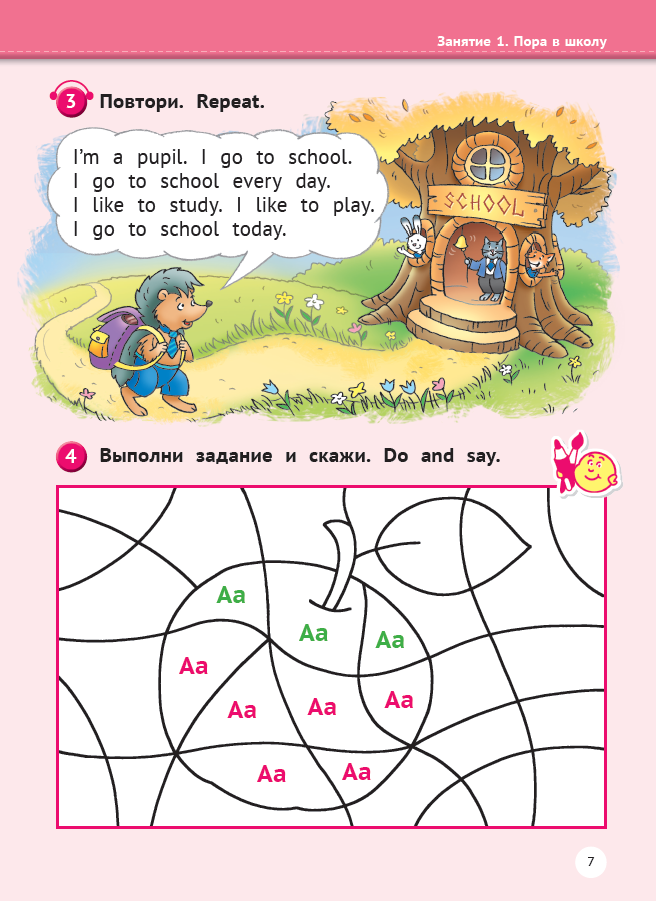 Занятие 1. Пора в школу
3 Повтори. Repeat.
I'm a pupil. I go to school.
I go to school every day.
I like to study. I like to play.
I go to school today.
SCHOOL
4 Выполни задание и скажи. Do and say.
Aa
Aa
Aa
Aa
Aa
Aa
Aa
Aa
Aa
7